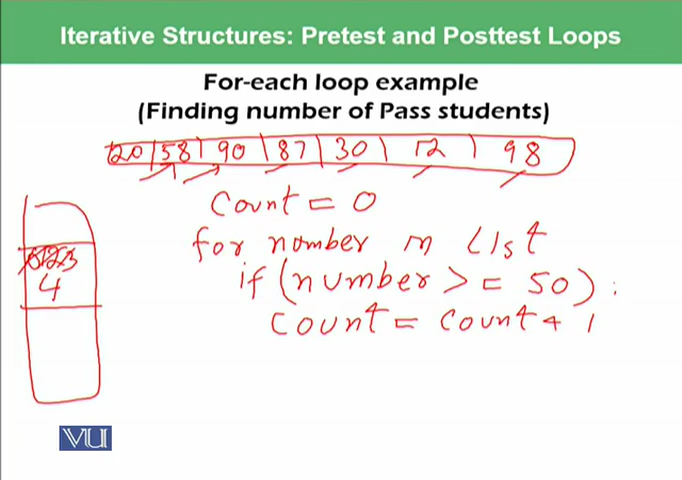 Iterative Structures: Pretest and Posttest Loops
For-each loop example
(Finding number of Pass students)
20 58 90 87 30 12 98
Count = 0
for number in List
if (number >= 50) :
Count = Count + 1
4
VU